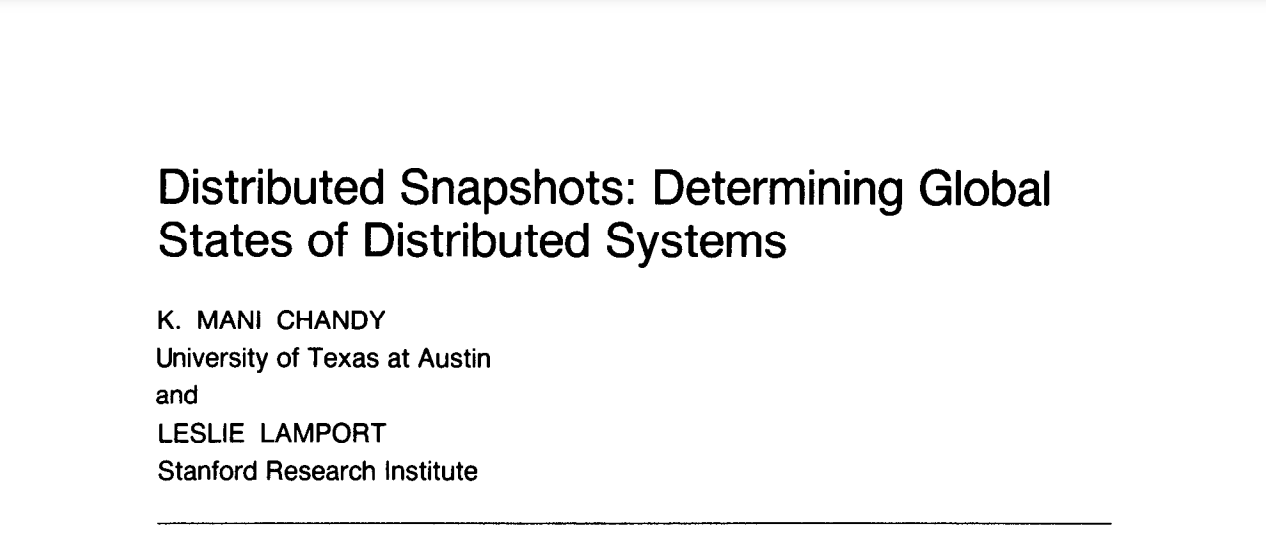 Distributed Snapshots: Determining Global
States of Distributed Systems
K. MANI CHANDY
University of Texas at Austin
and
LESLIE LAMPORT
Stanford Research Institute